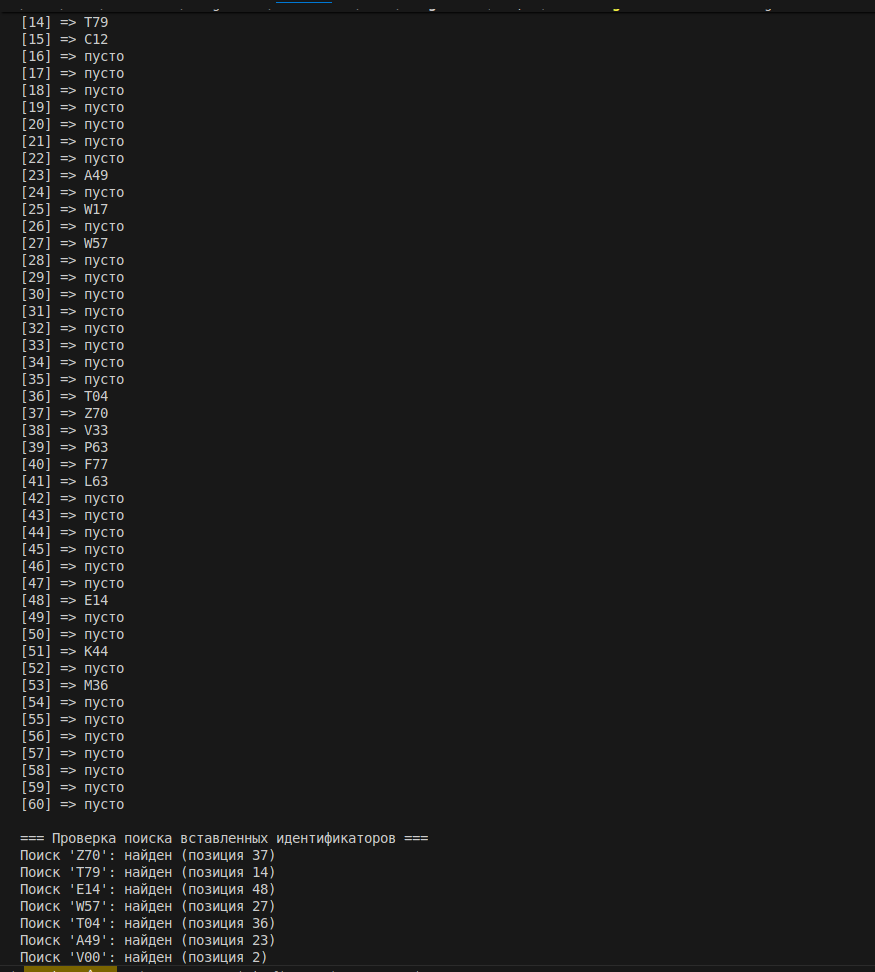 [14] => T79
[15] => C12
[16] => пусто
[17] => пусто
[18] => пусто
[19] => пусто
[20] => пусто
[21] => пусто
[22] => пусто
[23] => A49
[24] => пусто
[25] => W17
[26] => пусто
[27] => W57
[28] => пусто
[29] => пусто
[30] => пусто
[31] => пусто
[32] => пусто
[33] => пусто
[34] => пусто
[35] => пусто
[36] => T04
[37] => Z70
[38] => V33
[39] => P63
[40] => F77
[41] => L63
[42] => пусто
[43] => пусто
[44] => пусто
[45] => пусто
[46] => пусто
[47] => пусто
[48] => E14
[49] => пусто
[50] => пусто
[51] => K44
[52] => пусто
[53] => M36
[54] => пусто
[55] => пусто
[56] => пусто
[57] => пусто
[58] => пусто
[59] => пусто
[60] => пусто
=== Проверка поиска вставленных идентификаторов ===
Поиск 'Z70': найден (позиция 37)
Поиск 'T79': найден (позиция 14)
Поиск 'E14': найден (позиция 48)
Поиск 'W57': найден (позиция 27)
Поиск 'T04': найден (позиция 36)
Поиск 'A49': найден (позиция 23)
Поиск 'V00': найден (позиция 2)